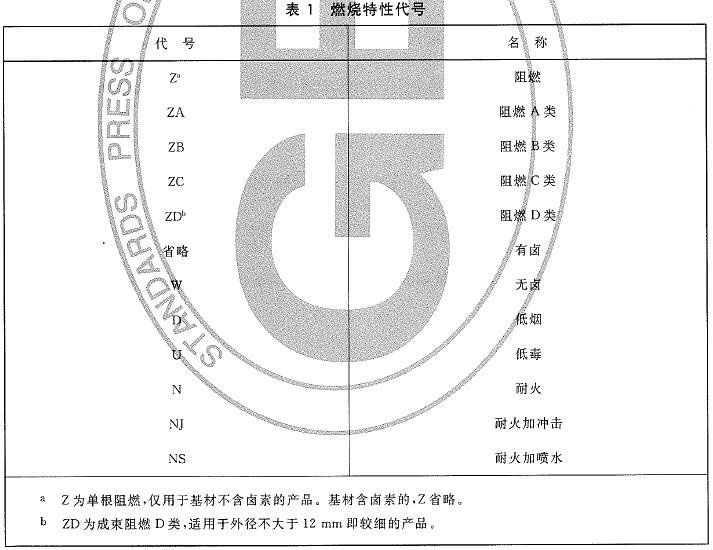 表 1 燃烧特性代号
代 号 名 称
Zᵃ 阻燃
ZA 阻燃 A 类
ZB 阻燃 B 类
ZC 阻燃 C 类
ZDᵇ 阻燃 D 类
省略 有卤
W 无卤
D 低烟
U 低毒
N 耐火
NJ 耐火加冲击
NS 耐火加喷水
ᵃ Z 为单根阻燃,仅用于基材不含卤素的产品。基材含卤素的,Z 省略。
ᵇ ZD 为成束阻燃 D 类,适用于外径不大于 12 mm 即较细的产品。
STANDARDS PRESS O